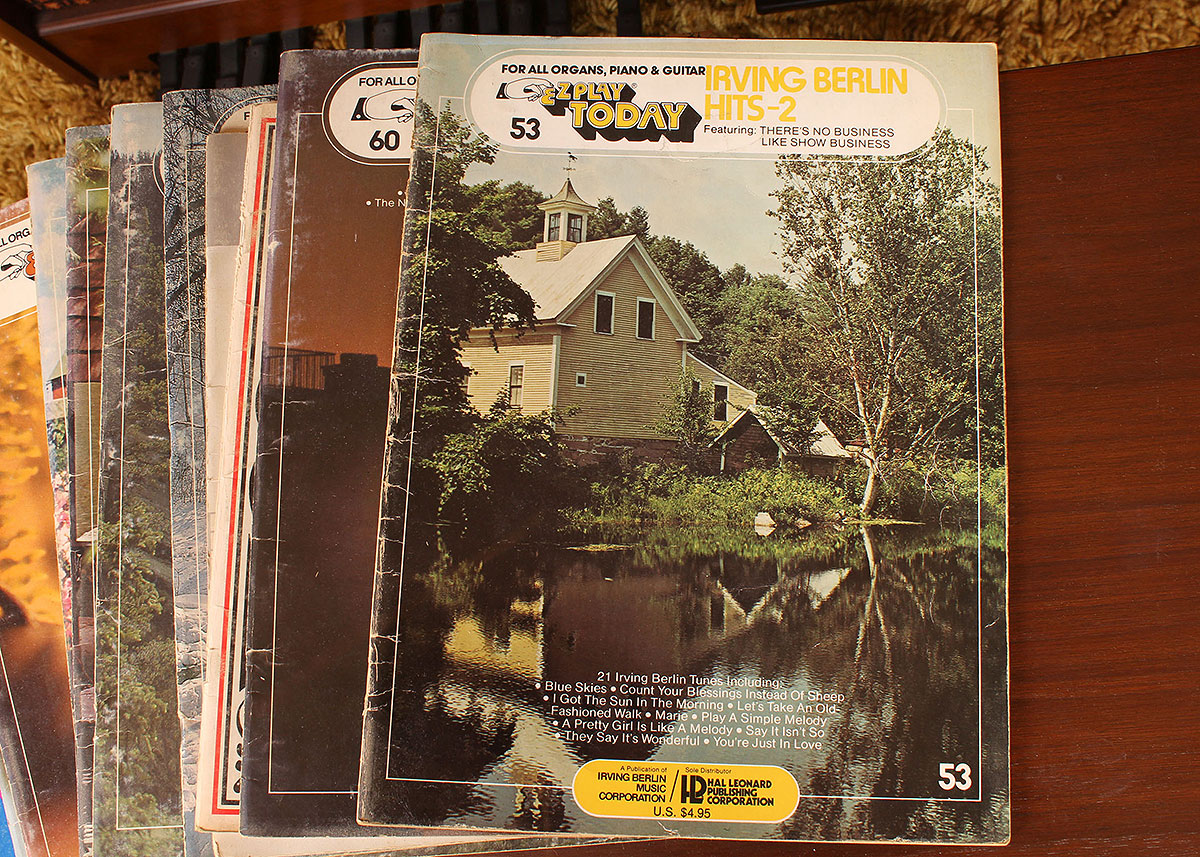 FOR ALL ORGANS, PIANO & GUITAR
EZ PLAY®
TODAY
53
IRVING BERLIN
HITS-2
Featuring: THERE'S NO BUSINESS
LIKE SHOW BUSINESS
21 Irving Berlin Tunes Including:
• Blue Skies • Count Your Blessings Instead Of Sheep
• I Got The Sun In The Morning • Let's Take An Old-
Fashioned Walk • Marie • Play A Simple Melody
• A Pretty Girl Is Like A Melody • Say It Isn't So
• They Say It's Wonderful • You're Just In Love
A Publication of
IRVING BERLIN
MUSIC
CORPORATION
Sole Distributor
HL HAL LEONARD
PUBLISHING
CORPORATION
U.S. $4.95
53
FOR ALL O
60
• The N